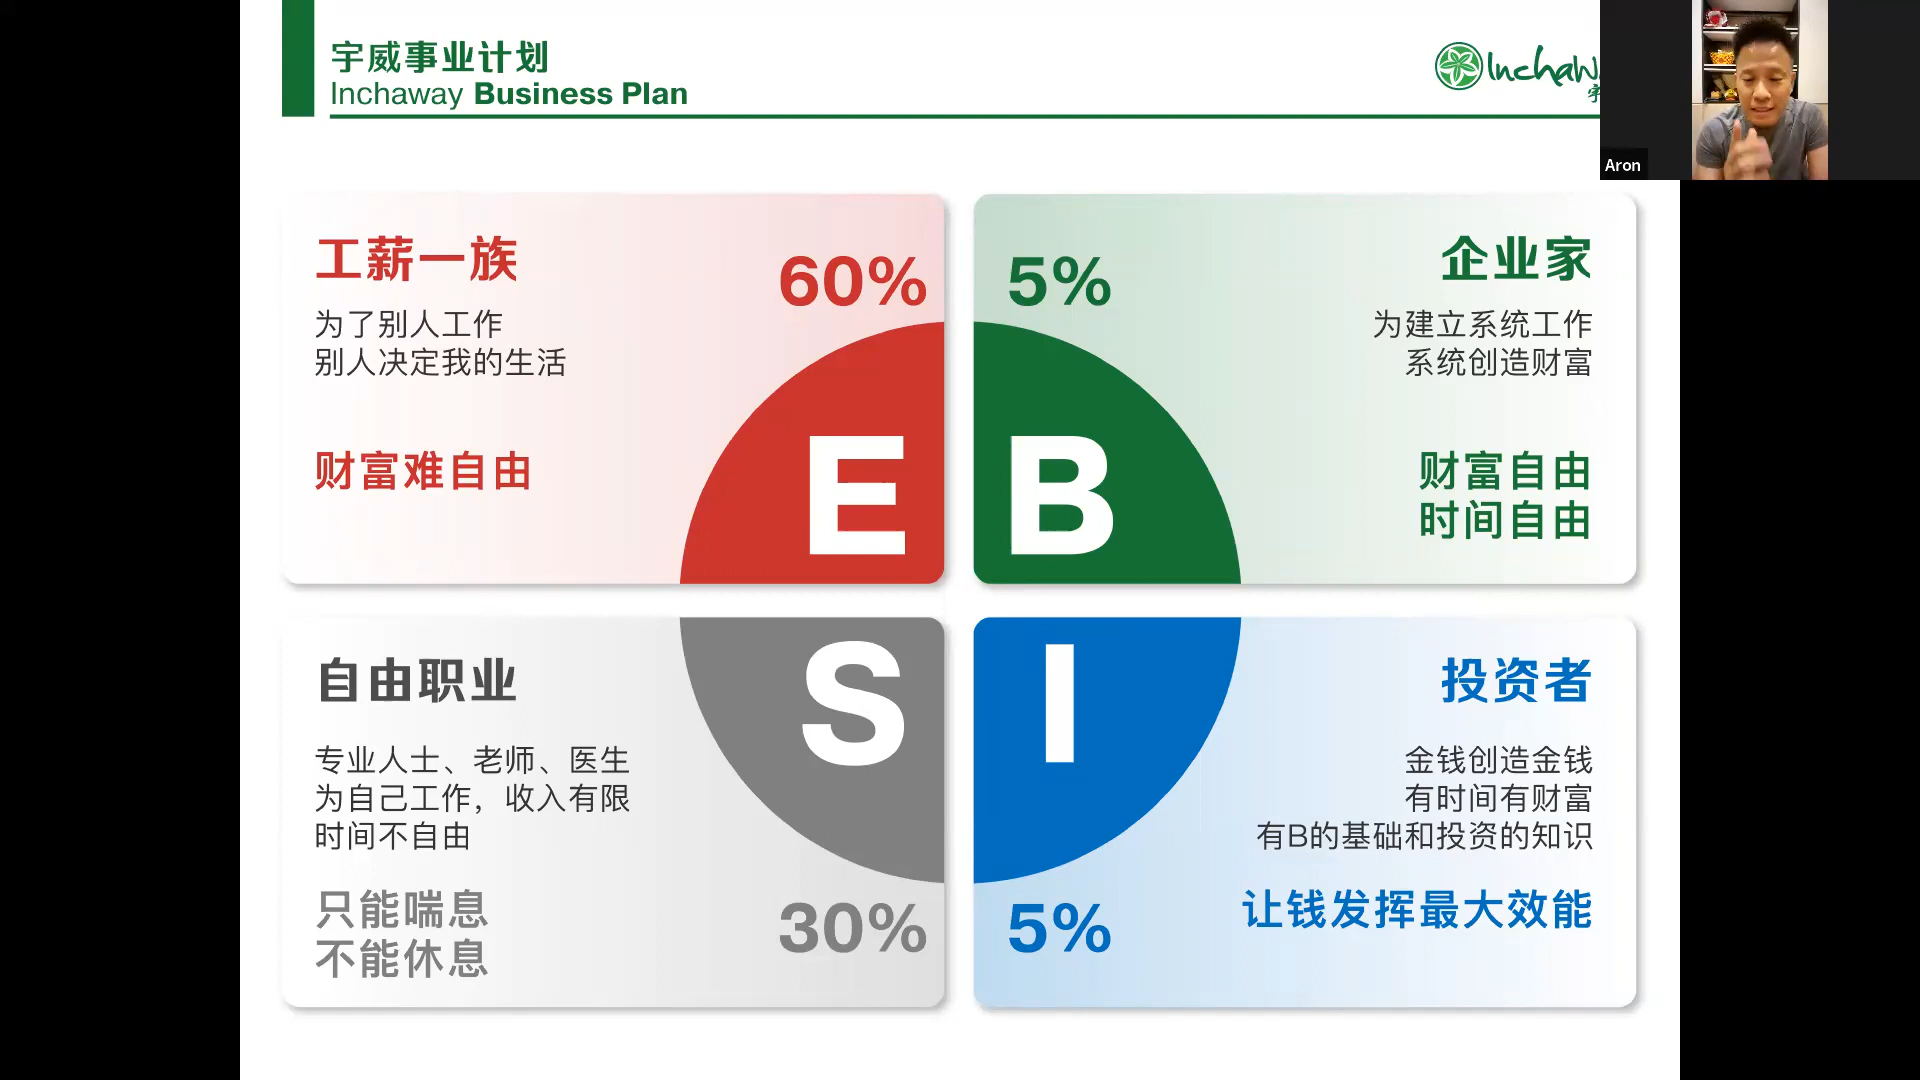 宇威事业计划
Inchaway Business Plan
Aron
工薪一族
60%
为了别人工作
别人决定我的生活
财富难自由
E
5%
企业家
为建立系统工作
系统创造财富
财富自由
时间自由
B
自由职业
S
专业人士、老师、医生
为自己工作，收入有限
时间不自由
只能喘息
不能休息
30%
I
投资者
金钱创造金钱
有时间有财富
有B的基础和投资的知识
让钱发挥最大效能
5%